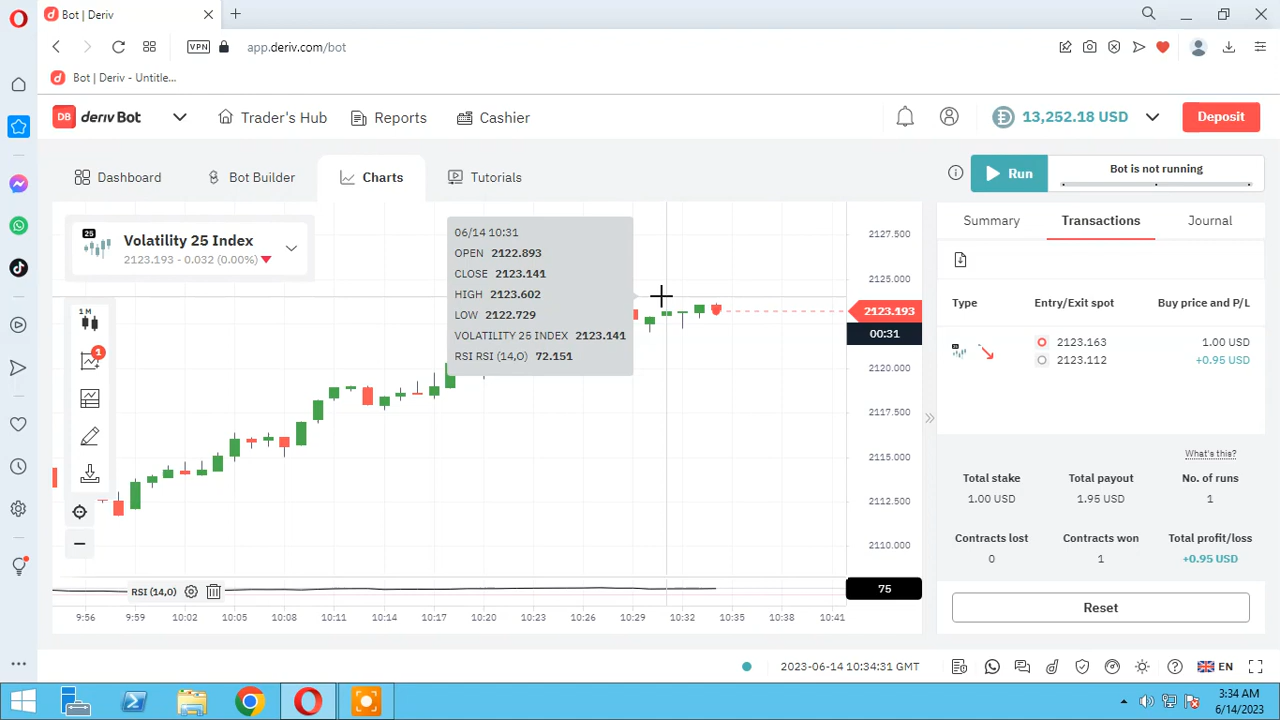 Bot | Deriv
VPN
app.deriv.com/bot
Bot | Deriv - Untitle...
DB deriv Bot
Trader's Hub
Reports
Cashier
13,252.18 USD
Deposit
Dashboard
Bot Builder
Charts
Tutorials
Run
Bot is not running
25
Volatility 25 Index
2123.193 - 0.032 (0.00%)
06/14 10:31
OPEN 2122.893
CLOSE 2123.141
HIGH 2123.602
LOW 2122.729
VOLATILITY 25 INDEX 2123.141
RSI RSI (14,0) 72.151
1M
1
2127.500
2125.000
2123.193
00:31
2120.000
2117.500
2115.000
2112.500
2110.000
RSI (14,0)
75
9:56 9:59 10:02 10:05 10:08 10:11 10:14 10:17 10:20 10:23 10:26 10:29 10:32 10:35 10:38 10:41
Summary
Transactions
Journal
Type
Entry/Exit spot
Buy price and P/L
2123.163
1.00 USD
2123.112
+0.95 USD
What's this?
Total stake
Total payout
No. of runs
1.00 USD
1.95 USD
1
Contracts lost
Contracts won
Total profit/loss
0
1
+0.95 USD
Reset
2023-06-14 10:34:31 GMT
EN
3:34 AM
6/14/2023